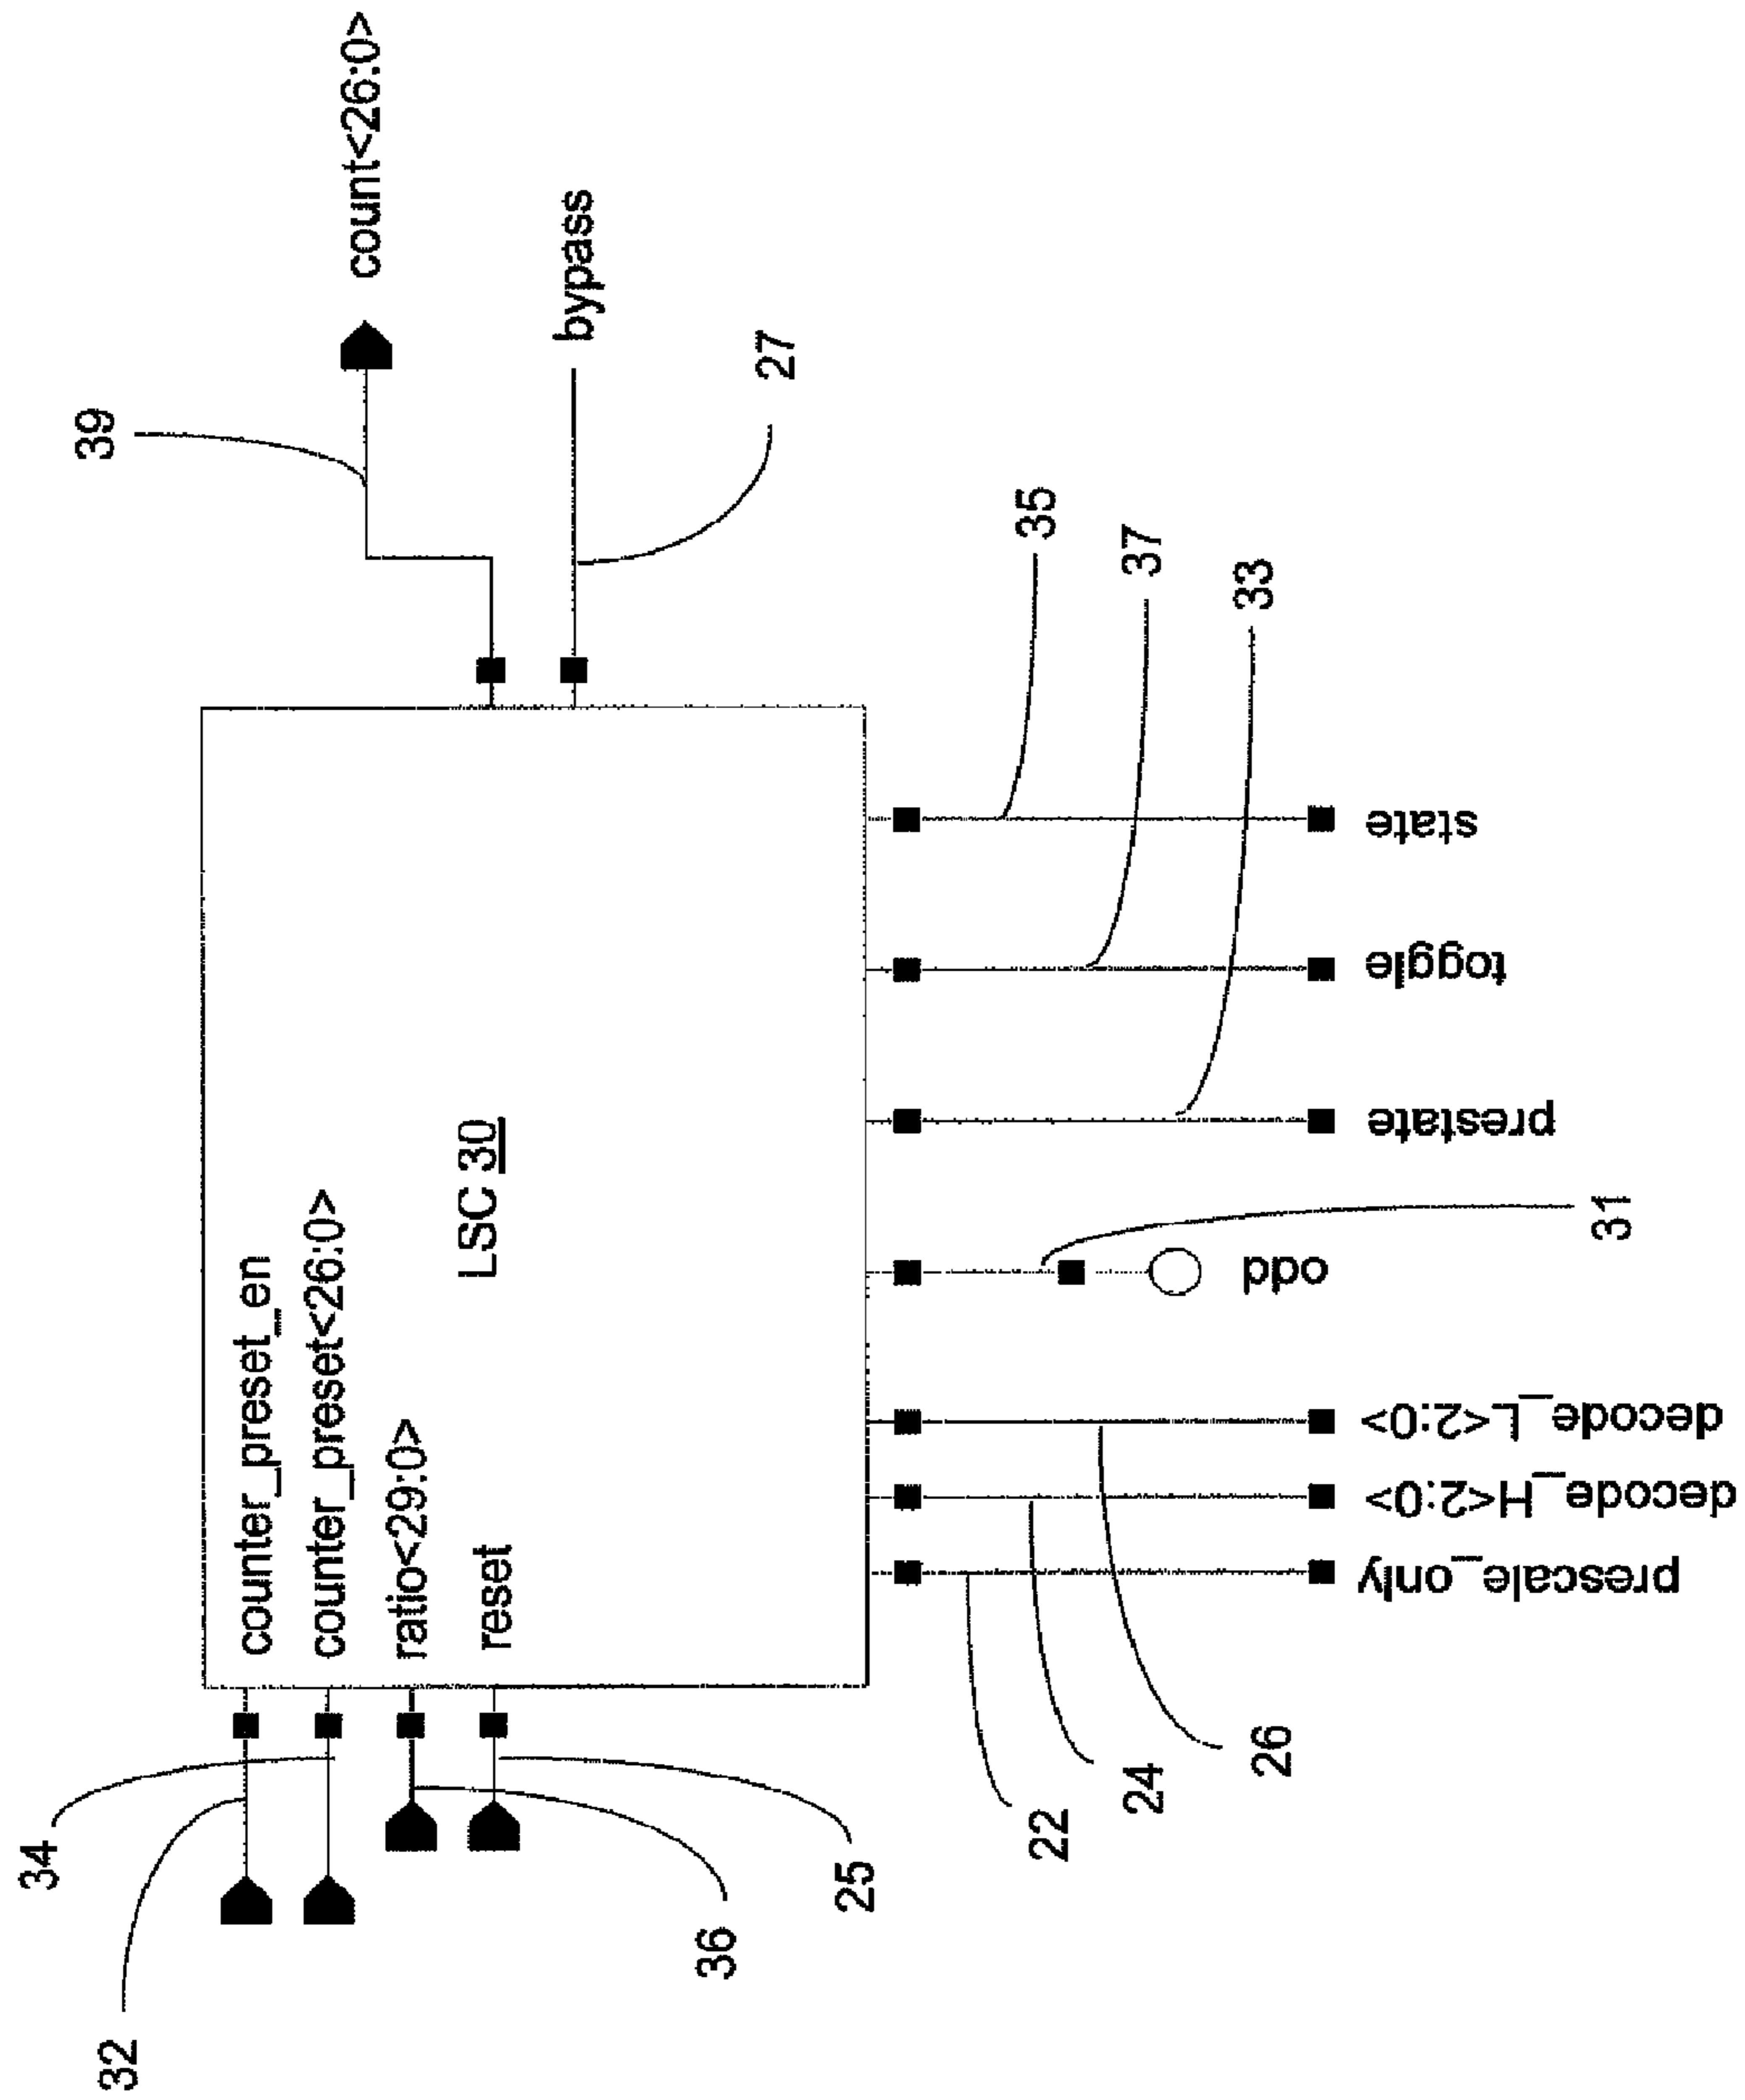 34
32
36
25
counter_preset_en
counter_preset<26:0>
ratio<29:0>
reset
LSC 30
39
count<26:0>
bypass
27
22
24
26
31
33
37
35
prescale_only
decode_H<2:0>
decode_L<2:0>
odd
prestate
toggle
state